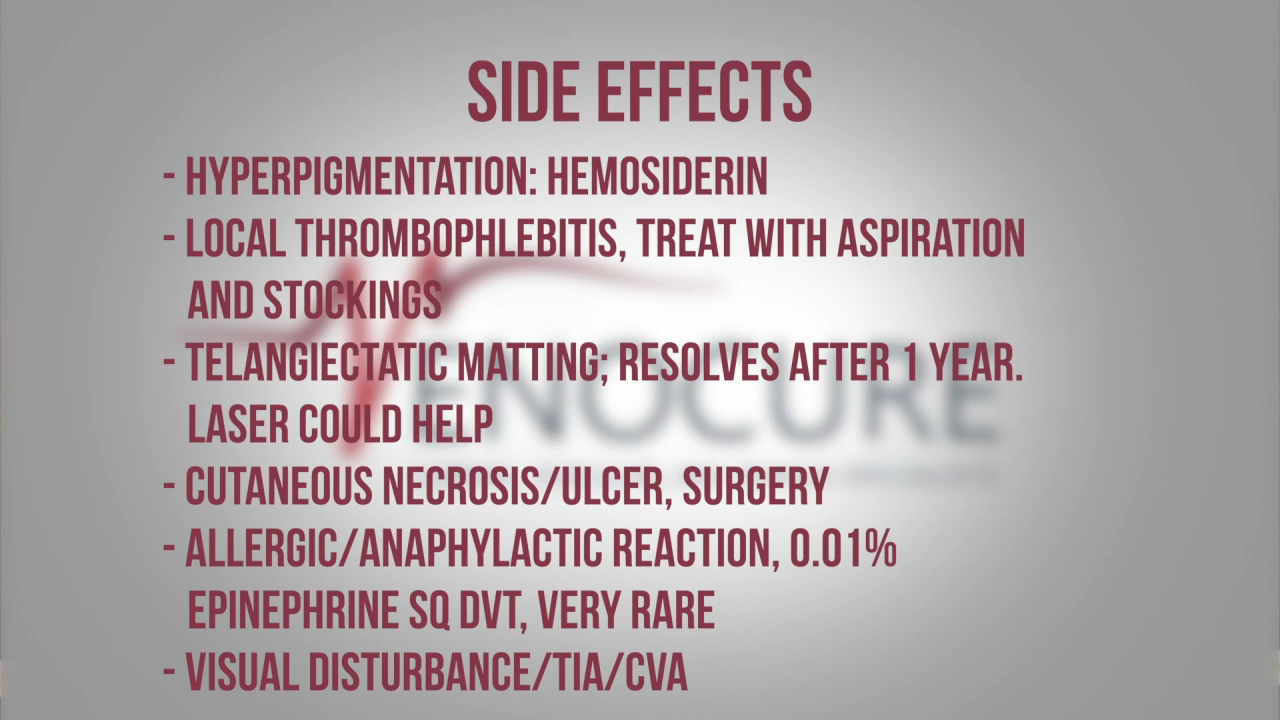 SIDE EFFECTS
- HYPERPIGMENTATION: HEMOSIDERIN
- LOCAL THROMBOPHLEBITIS, TREAT WITH ASPIRATION
AND STOCKINGS
- TELANGIECTATIC MATTING; RESOLVES AFTER 1 YEAR.
LASER COULD HELP
- CUTANEOUS NECROSIS/ULCER, SURGERY
- ALLERGIC/ANAPHYLACTIC REACTION, 0.01%
EPINEPHRINE SQ DVT, VERY RARE
- VISUAL DISTURBANCE/TIA/CVA
VENOCURE